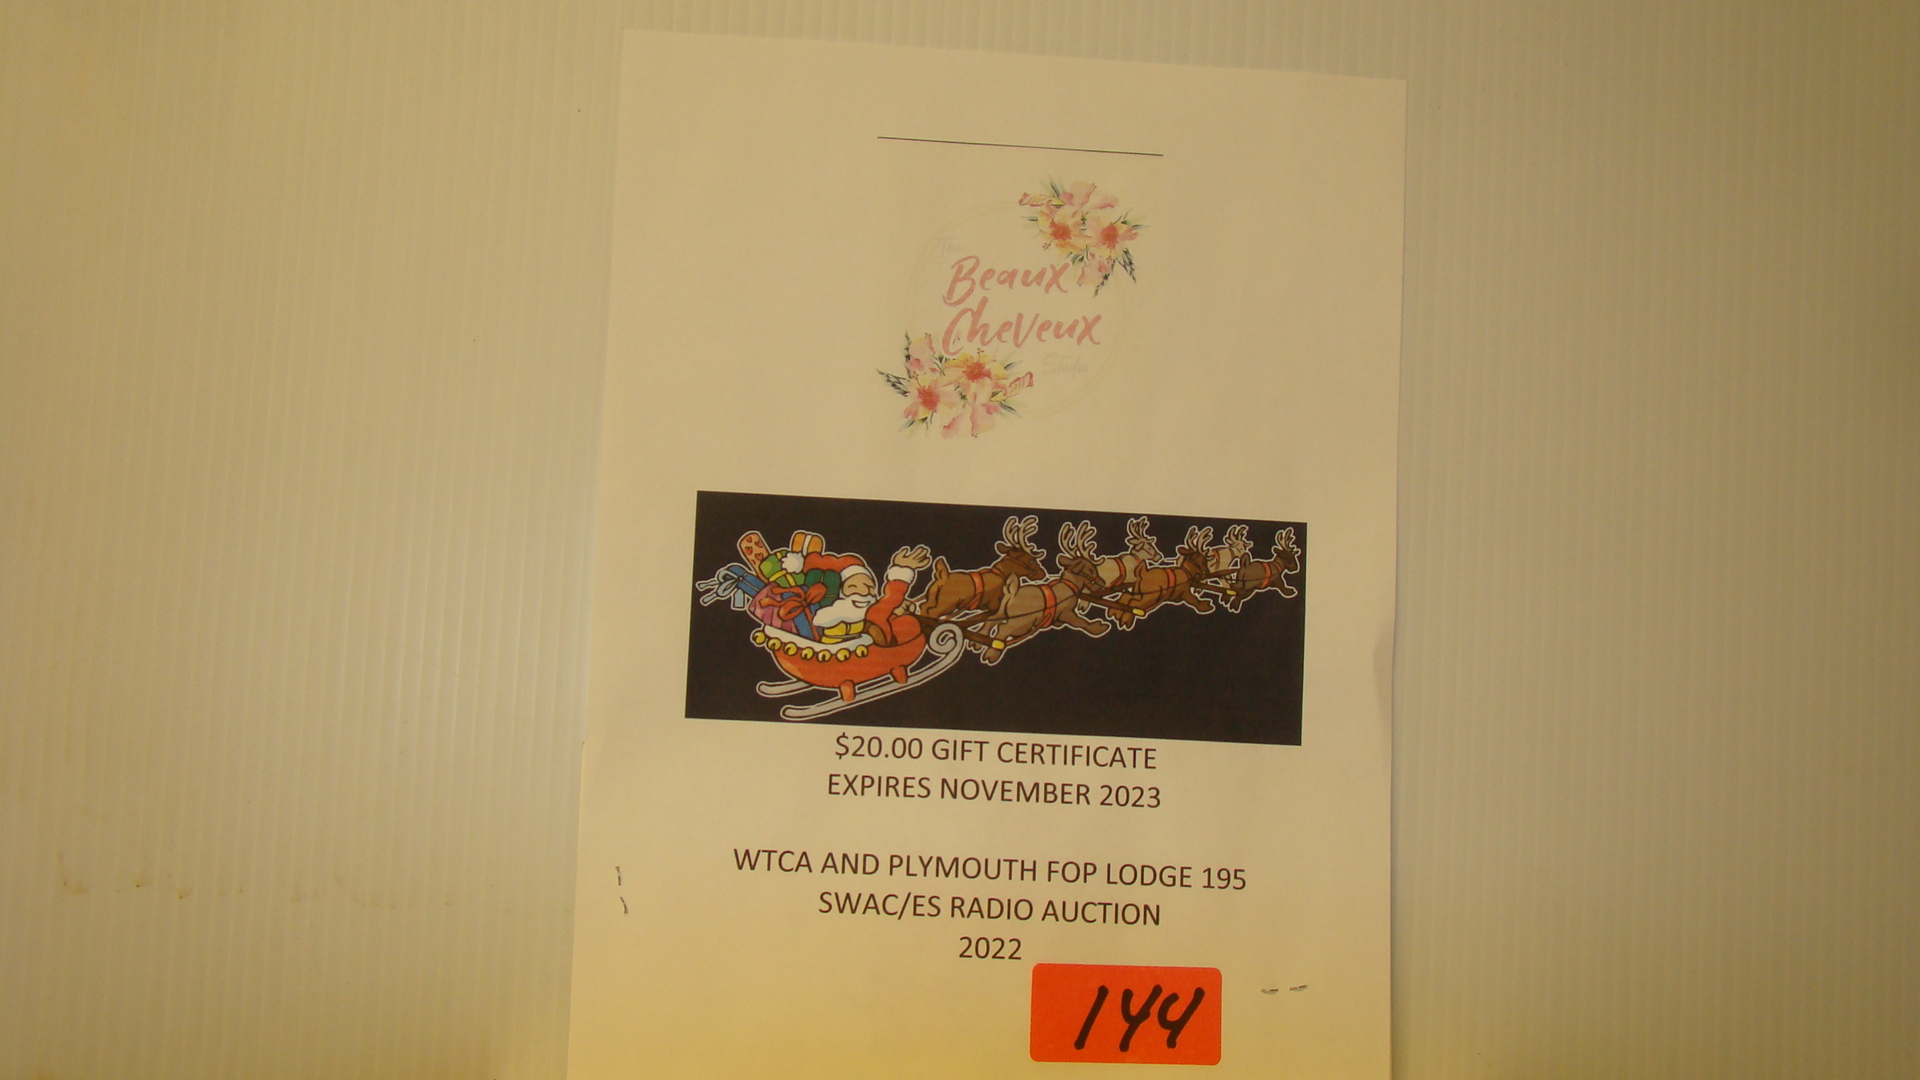 The
Beaux
Cheveux
Studio
$20.00 GIFT CERTIFICATE
EXPIRES NOVEMBER 2023
WTCA AND PLYMOUTH FOP LODGE 195
SWAC/ES RADIO AUCTION
2022
144